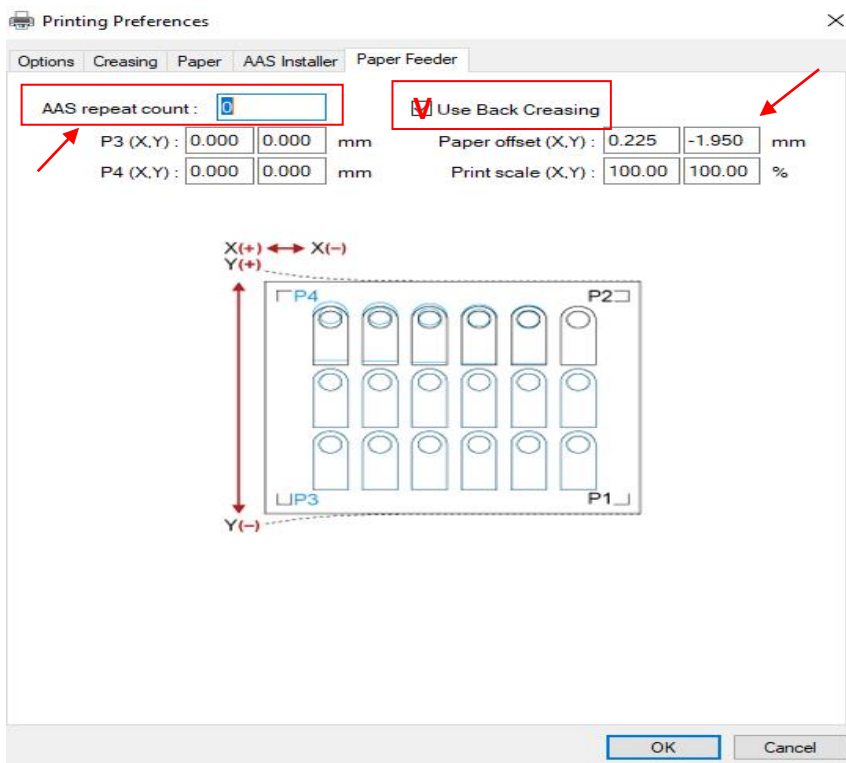 Printing Preferences
Options Creasing Paper AAS Installer Paper Feeder
AAS repeat count : 0 V Use Back Creasing
P3 (X,Y) : 0.000 0.000 mm Paper offset (X,Y) : 0.225 -1.950 mm
P4 (X,Y) : 0.000 0.000 mm Print scale (X,Y) : 100.00 100.00 %
X(+) X(-)
Y(+)
P4 P2
P3 P1
Y(-)
OK Cancel